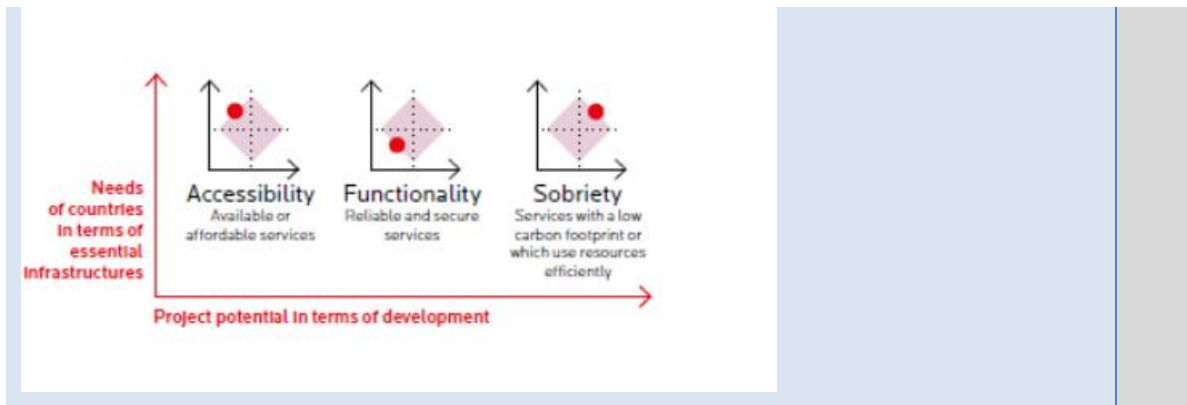 Needs
of countries
in terms of
essential
infrastructures
Accessibility
Available or
affordable services
Functionality
Reliable and secure
services
Sobriety
Services with a low
carbon footprint or
which use resources
efficiently
Project potential in terms of development